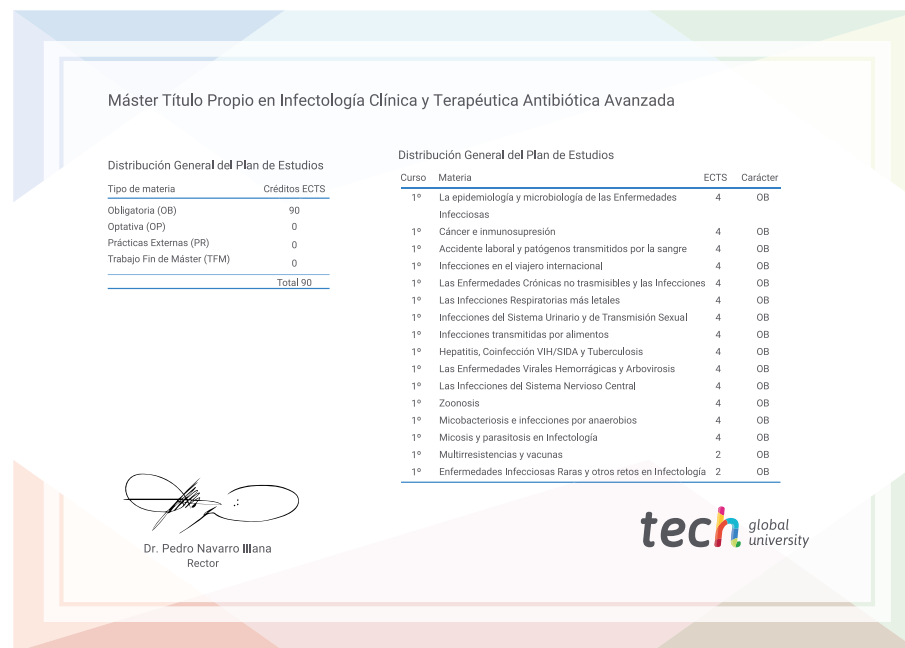 Máster Título Propio en Infectología Clínica y Terapéutica Antibiótica Avanzada
Distribución General del Plan de Estudios
Tipo de materia Créditos ECTS
Obligatoria (OB) 90
Optativa (OP) 0
Prácticas Externas (PR) 0
Trabajo Fin de Máster (TFM) 0
Total 90
Distribución General del Plan de Estudios
Curso Materia ECTS Carácter
1º La epidemiología y microbiología de las Enfermedades 4 OB
Infecciosas
1º Cáncer e inmunosupresión 4 OB
1º Accidente laboral y patógenos transmitidos por la sangre 4 OB
1º Infecciones en el viajero internacional 4 OB
1º Las Enfermedades Crónicas no trasmisibles y las Infecciones 4 OB
1º Las Infecciones Respiratorias más letales 4 OB
1º Infecciones del Sistema Urinario y de Transmisión Sexual 4 OB
1º Infecciones transmitidas por alimentos 4 OB
1º Hepatitis, Coinfección VIH/SIDA y Tuberculosis 4 OB
1º Las Enfermedades Virales Hemorrágicas y Arbovirosis 4 OB
1º Las Infecciones del Sistema Nervioso Central 4 OB
1º Zoonosis 4 OB
1º Micobacteriosis e infecciones por anaerobios 4 OB
1º Micosis y parasitosis en Infectología 4 OB
1º Multirresistencias y vacunas 2 OB
1º Enfermedades Infecciosas Raras y otros retos en Infectología 2 OB
Dr. Pedro Navarro Illana
Rector
tech global
university